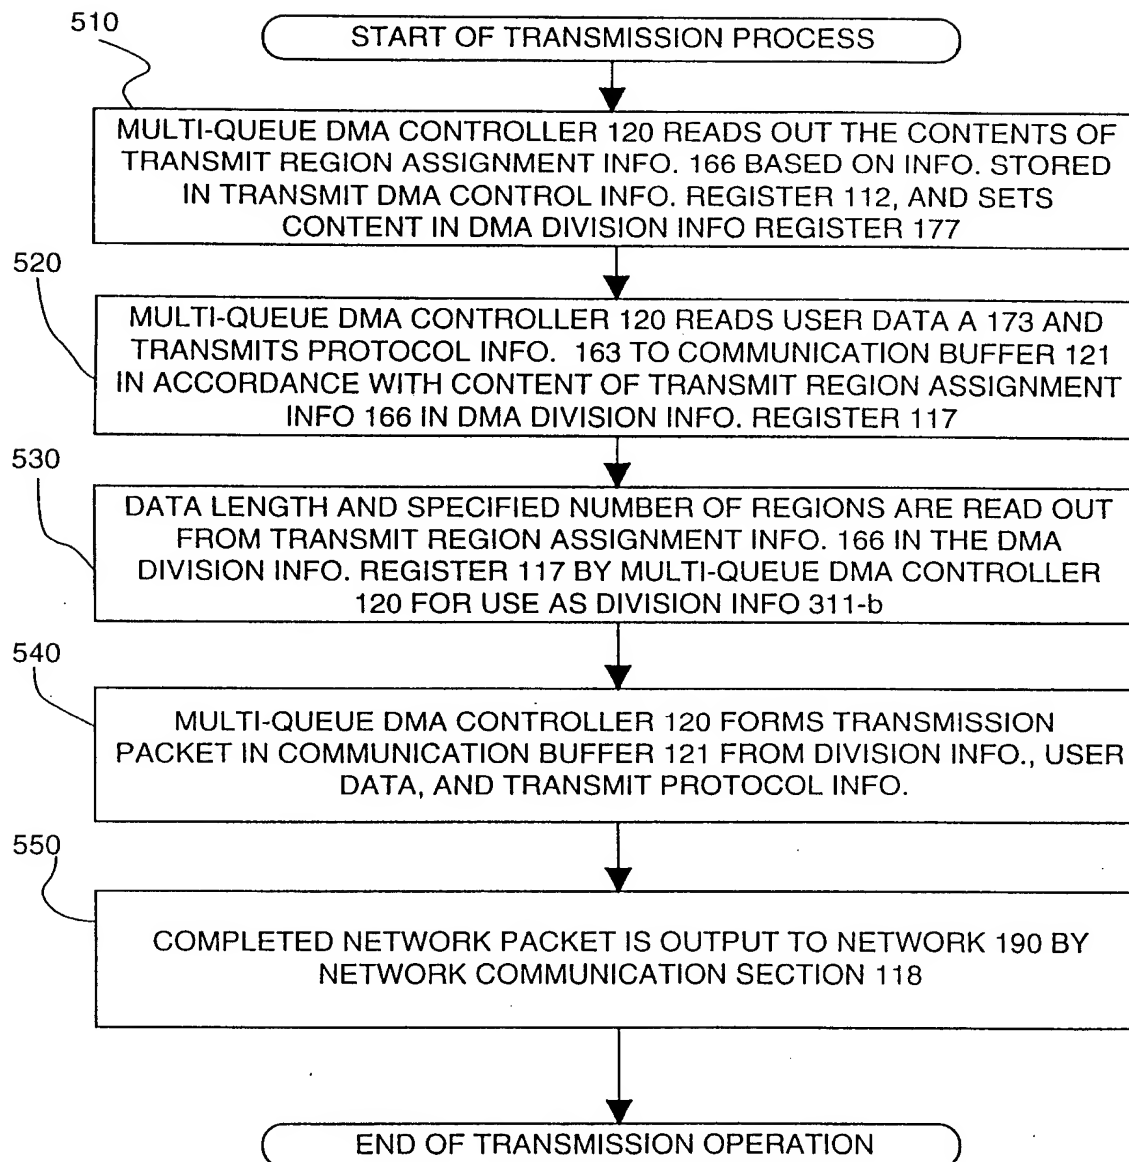 510
START OF TRANSMISSION PROCESS
MULTI-QUEUE DMA CONTROLLER 120 READS OUT THE CONTENTS OF
TRANSMIT REGION ASSIGNMENT INFO. 166 BASED ON INFO. STORED
IN TRANSMIT DMA CONTROL INFO. REGISTER 112, AND SETS
CONTENT IN DMA DIVISION INFO REGISTER 177
520
MULTI-QUEUE DMA CONTROLLER 120 READS USER DATA A 173 AND
TRANSMITS PROTOCOL INFO. 163 TO COMMUNICATION BUFFER 121
IN ACCORDANCE WITH CONTENT OF TRANSMIT REGION ASSIGNMENT
INFO 166 IN DMA DIVISION INFO. REGISTER 117
530
DATA LENGTH AND SPECIFIED NUMBER OF REGIONS ARE READ OUT
FROM TRANSMIT REGION ASSIGNMENT INFO. 166 IN THE DMA
DIVISION INFO. REGISTER 117 BY MULTI-QUEUE DMA CONTROLLER
120 FOR USE AS DIVISION INFO 311-b
540
MULTI-QUEUE DMA CONTROLLER 120 FORMS TRANSMISSION
PACKET IN COMMUNICATION BUFFER 121 FROM DIVISION INFO., USER
DATA, AND TRANSMIT PROTOCOL INFO.
550
COMPLETED NETWORK PACKET IS OUTPUT TO NETWORK 190 BY
NETWORK COMMUNICATION SECTION 118
END OF TRANSMISSION OPERATION